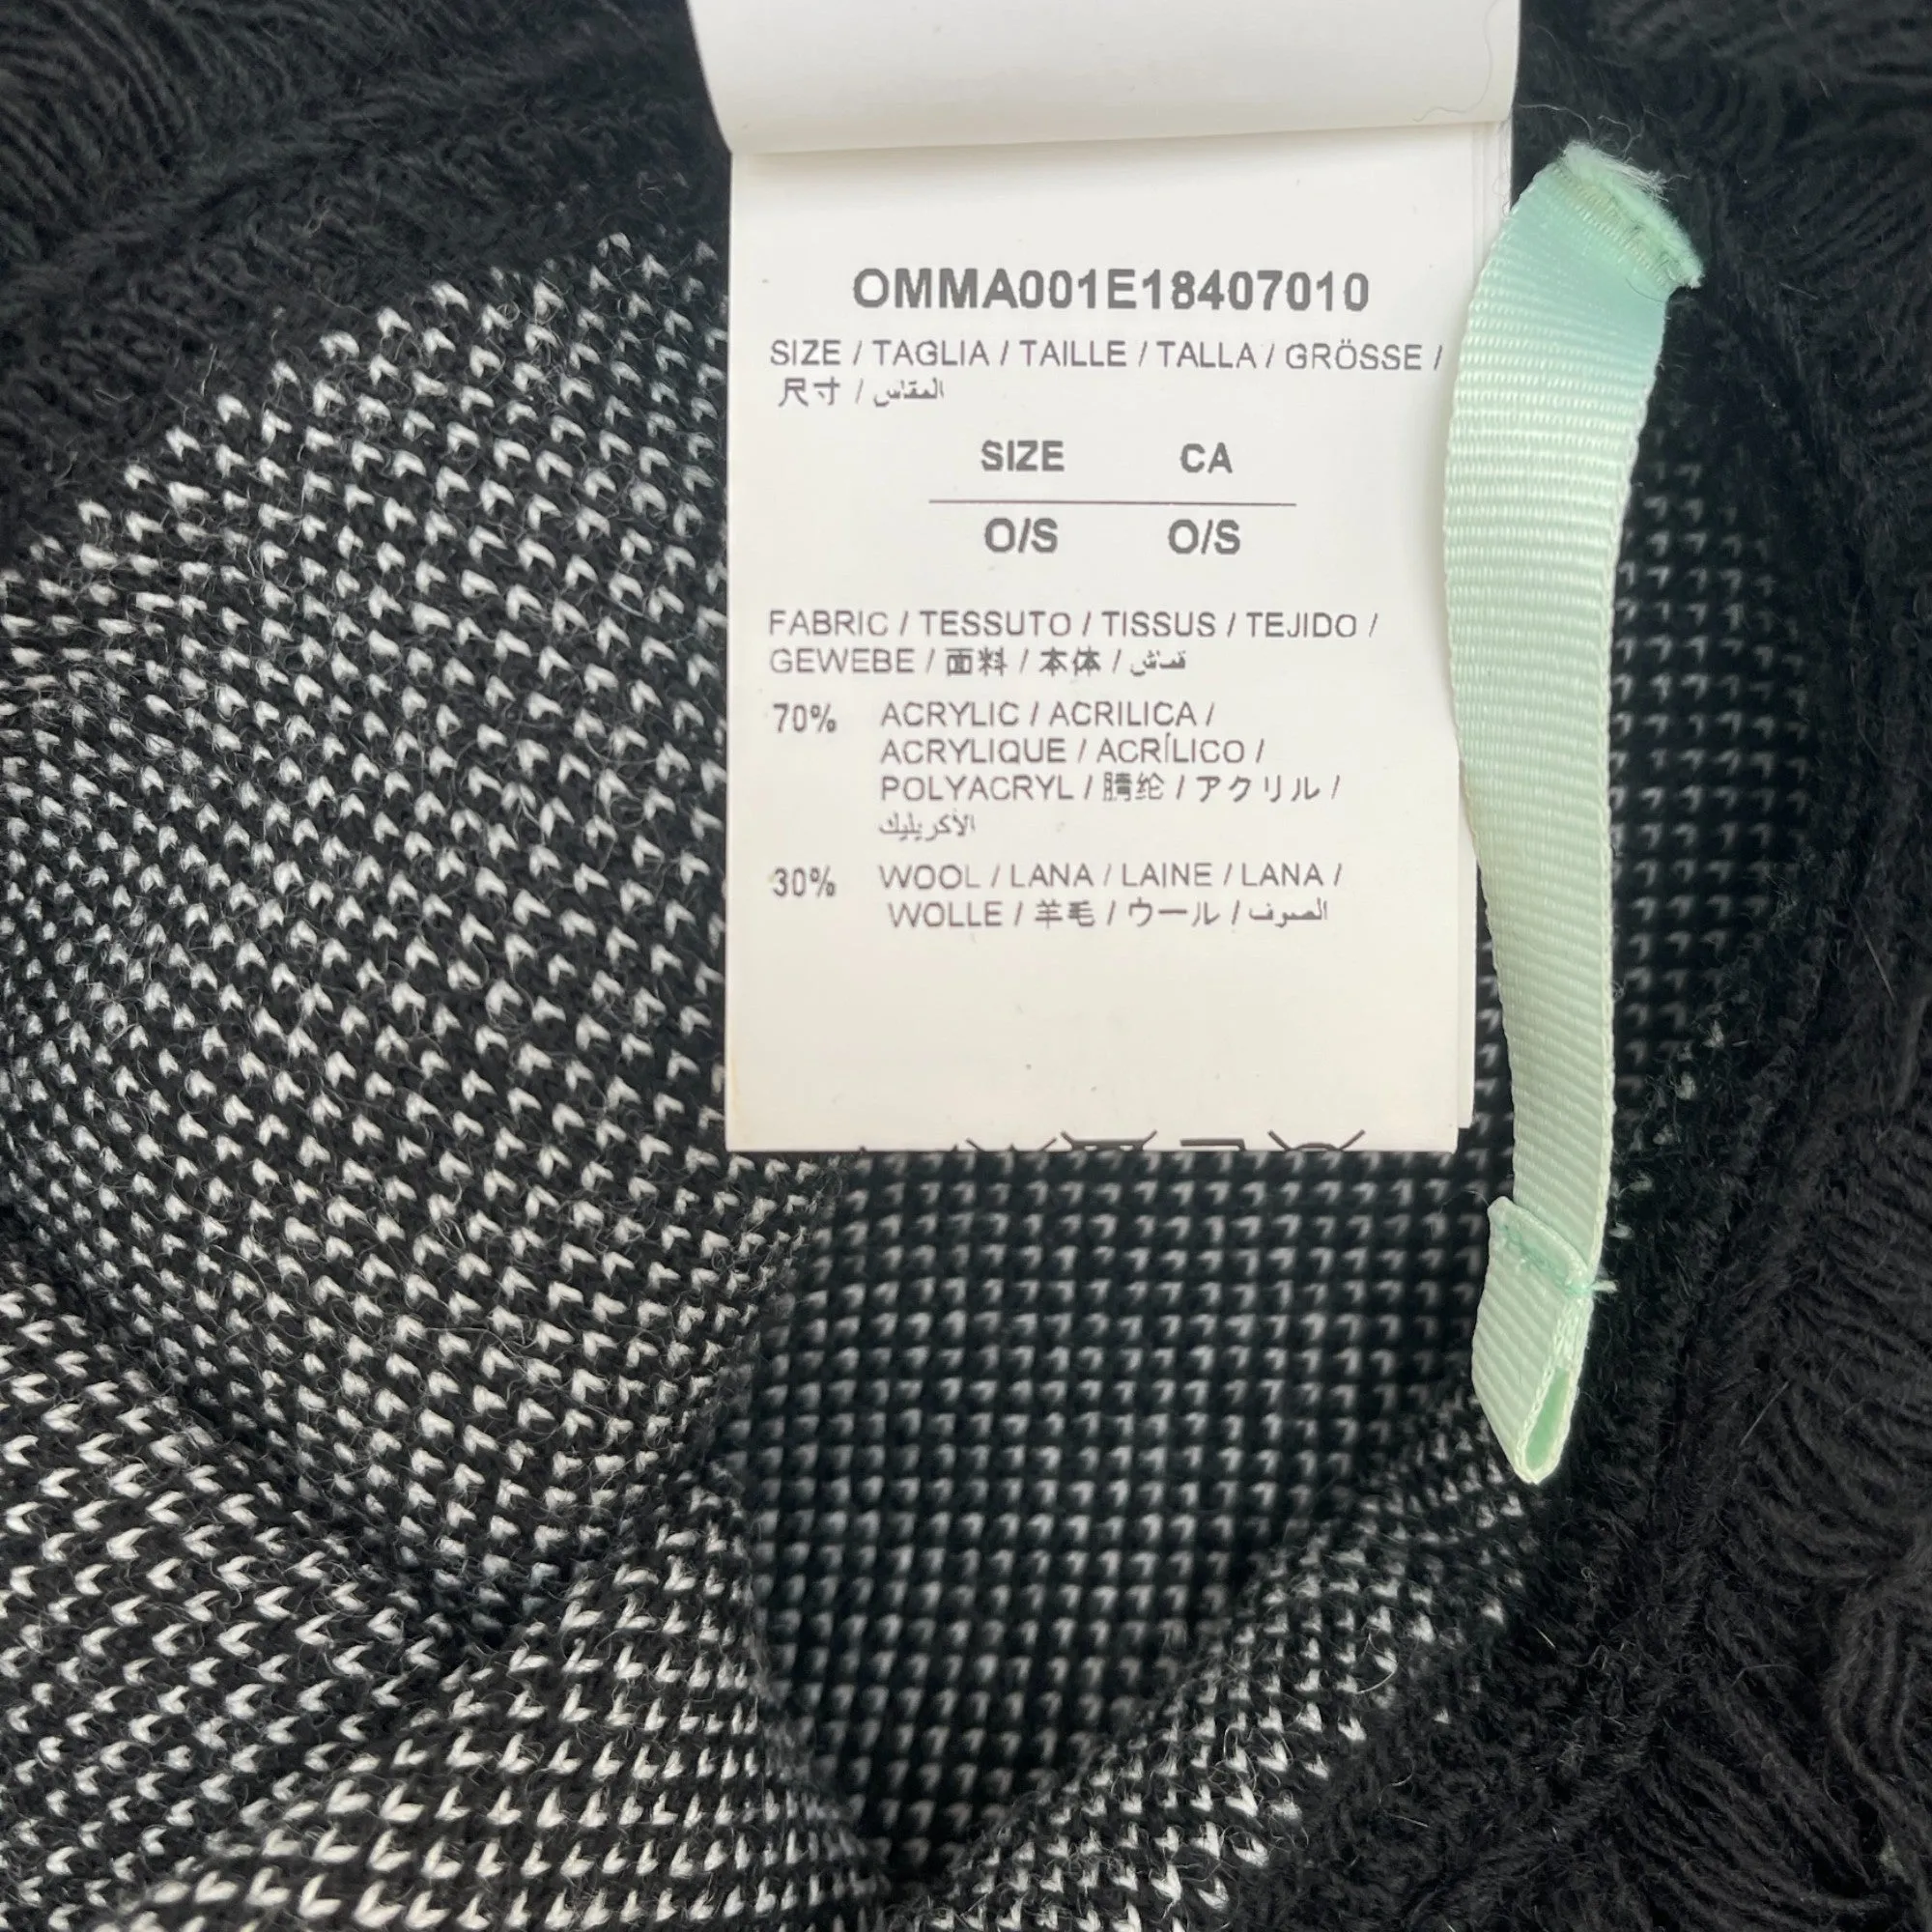 OMMA001E18407010
SIZE / TAGLIA / TAILLE / TALLA / GRÖSSE /
尺寸 / المقاس
SIZE CA
O/S O/S
FABRIC / TESSUTO / TISSUS / TEJIDO /
GEWEBE / 面料 / 本体 / قماش
70% ACRYLIC / ACRILICA /
ACRYLIQUE / ACRÍLICO /
POLYACRYL / 腈纶 / アクリル /
الأكريليك
30% WOOL / LANA / LAINE / LANA /
WOLLE / 羊毛 / ウール / الصوف